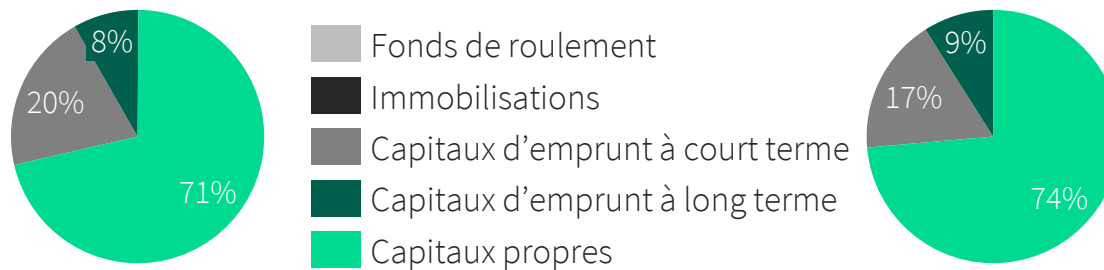 8%
20%
71%
Fonds de roulement
Immobilisations
Capitaux d’emprunt à court terme
Capitaux d’emprunt à long terme
Capitaux propres
9%
17%
74%